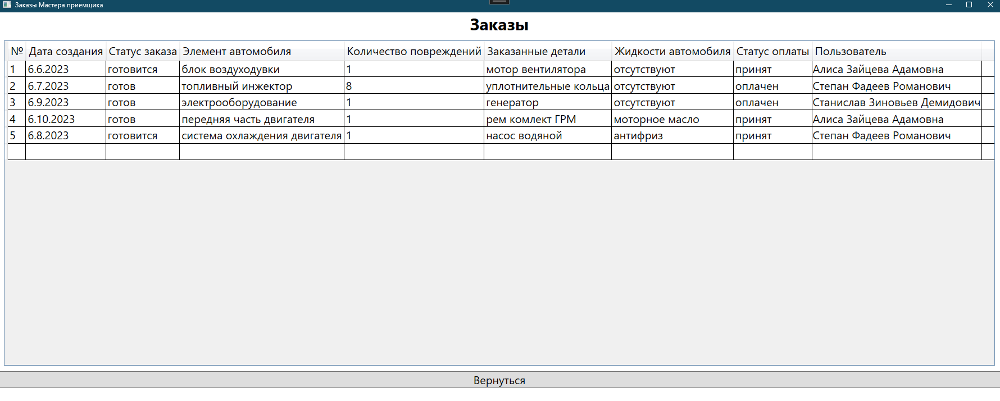 Заказы Мастера приемщика
Заказы
№ Дата создания Статус заказа Элемент автомобиля Количество повреждений Заказанные детали Жидкости автомобиля Статус оплаты Пользователь
1 6.6.2023 готовится блок воздуходувки 1 мотор вентилятора отсутствуют принят Алиса Зайцева Адамовна
2 6.7.2023 готов топливный инжектор 8 уплотнительные кольца отсутствуют оплачен Степан Фадеев Романович
3 6.9.2023 готов электрооборудование 1 генератор отсутствуют оплачен Станислав Зиновьев Демидович
4 6.10.2023 готов передняя часть двигателя 1 рем комлект ГРМ моторное масло принят Алиса Зайцева Адамовна
5 6.8.2023 готовится система охлаждения двигателя 1 насос водяной антифриз принят Степан Фадеев Романович
Вернуться